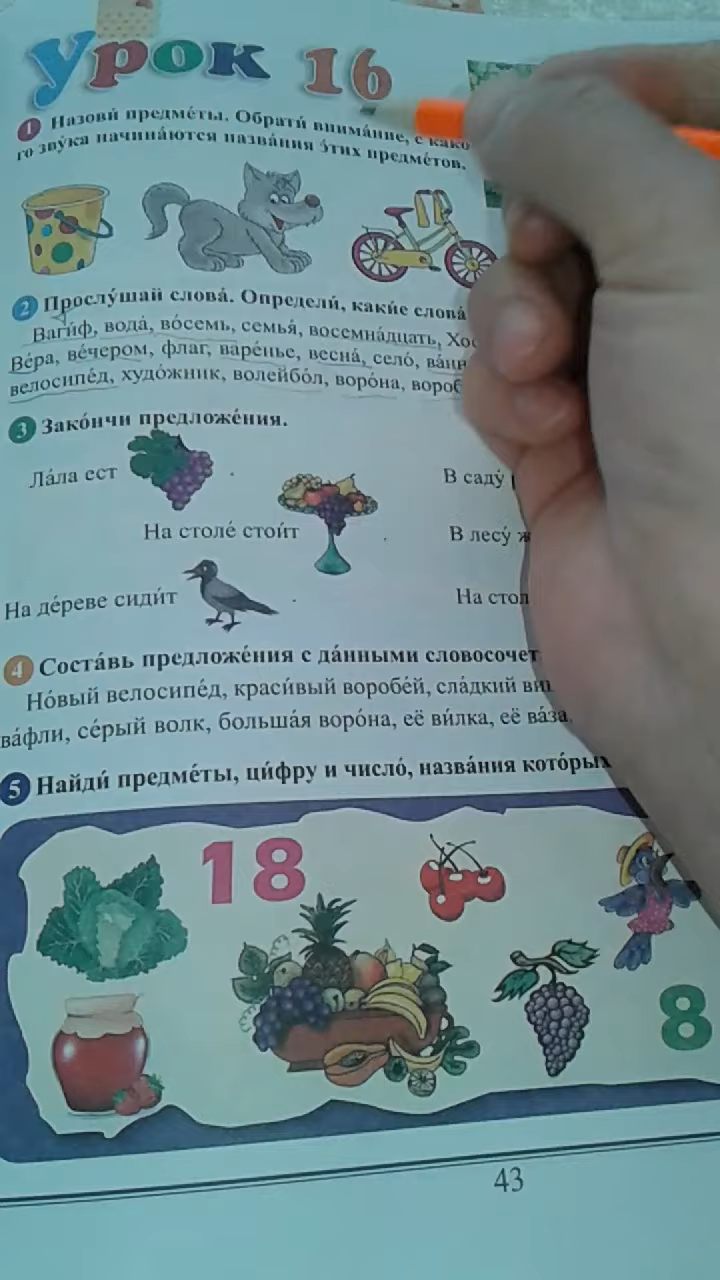 Урок 16
1 Назови́ предме́ты. Обрати́ внима́ние, с како
го зву́ка начина́ются назва́ния э́тих предме́тов.
2 Прослу́шай слова́. Определи́, каки́е слова́
Ваги́ф, вода́, во́семь, семья́, восемна́дцать,
Ве́ра, ве́чером, флаг, варе́нье, весна́, село́,
велосипе́д, худо́жник, волейбо́л, воро́на,
3 Зако́нчи предложе́ния.
Ла́ла ест .
В саду́
На столе́ стои́т .
В лесу́
На де́реве сиди́т .
На стол
4 Соста́вь предложе́ния с да́нными словосочет
Но́вый велосипе́д, краси́вый воробе́й, сла́дкий
ва́фли, се́рый волк, больша́я воро́на, её ви́лка, её ва́за
5 Найди́ предме́ты, ци́фру и число́, назва́ния кото́рых
18
8
43